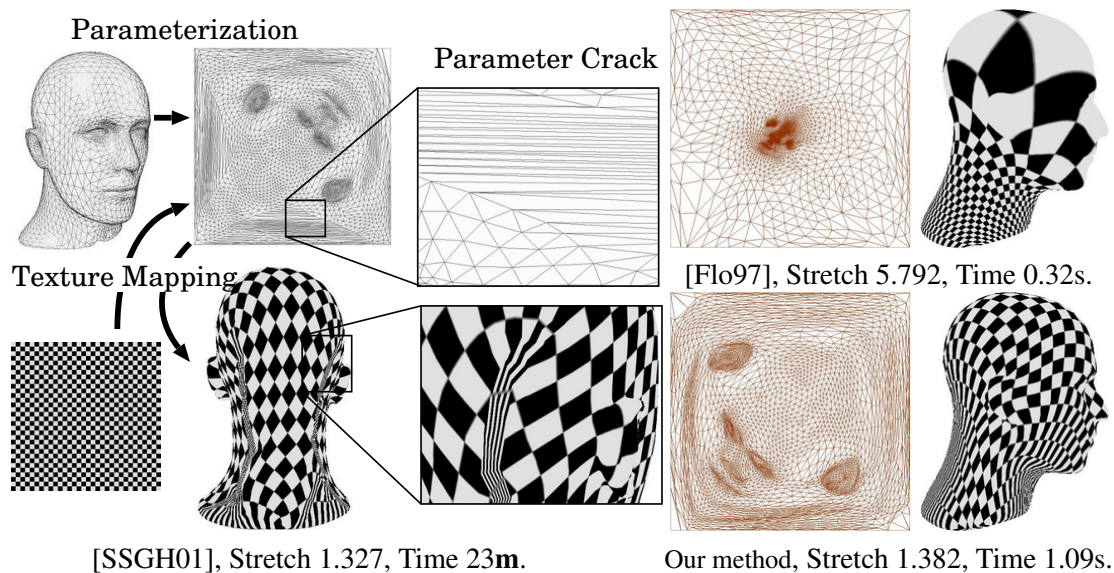 Parameterization
Parameter Crack
[Flo97], Stretch 5.792, Time 0.32s.
Texture Mapping
[SSGH01], Stretch 1.327, Time 23m.
Our method, Stretch 1.382, Time 1.09s.